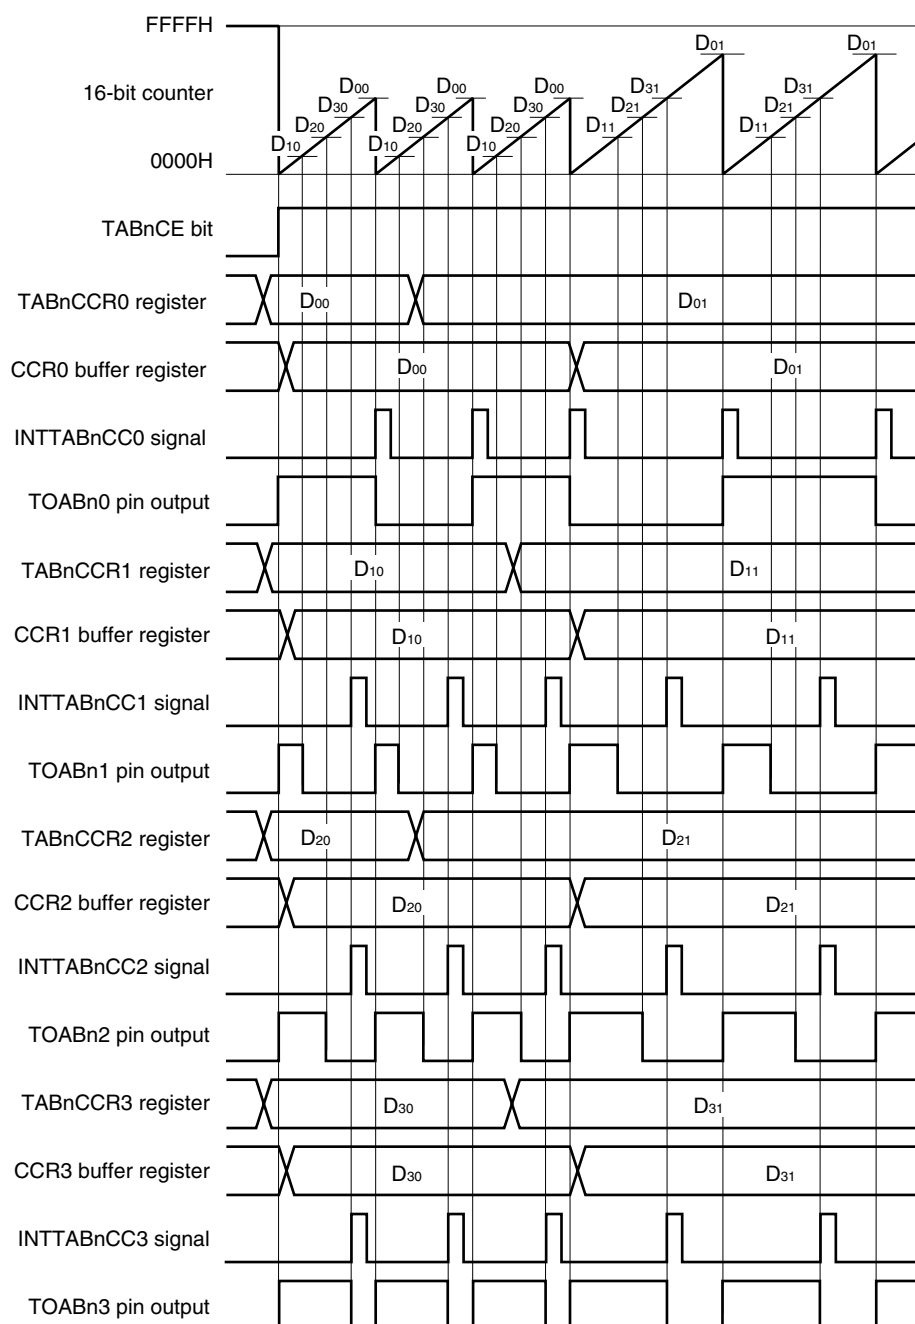 FFFFH
D01 D01
D00 D00 D00 D31 D31
16-bit counter
D30 D30 D30 D21 D21
D20 D20 D20 D11 D11
D10 D10 D10
0000H
TABnCE bit
TABnCCR0 register D00 D01
CCR0 buffer register D00 D01
INTTABnCC0 signal
TOABn0 pin output
TABnCCR1 register D10 D11
CCR1 buffer register D10 D11
INTTABnCC1 signal
TOABn1 pin output
TABnCCR2 register D20 D21
CCR2 buffer register D20 D21
INTTABnCC2 signal
TOABn2 pin output
TABnCCR3 register D30 D31
CCR3 buffer register D30 D31
INTTABnCC3 signal
TOABn3 pin output